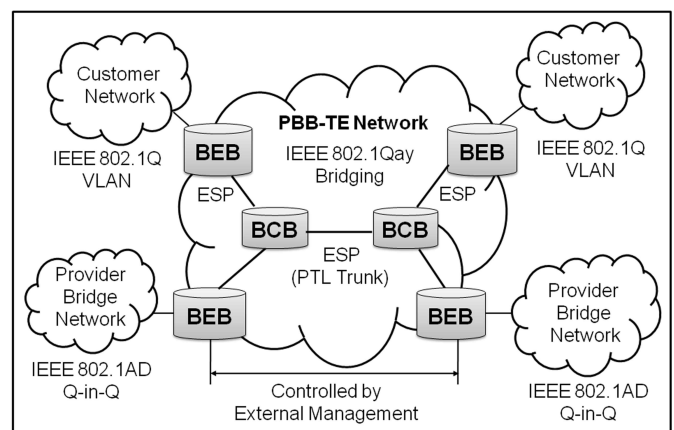 Customer
Network
IEEE 802.1Q
VLAN
PBB-TE Network
IEEE 802.1Qay
Bridging
Customer
Network
IEEE 802.1Q
VLAN
BEB
BEB
ESP
ESP
BCB
BCB
ESP
(PTL Trunk)
Provider
Bridge
Network
IEEE 802.1AD
Q-in-Q
BEB
BEB
Provider
Bridge
Network
IEEE 802.1AD
Q-in-Q
Controlled by
External Management